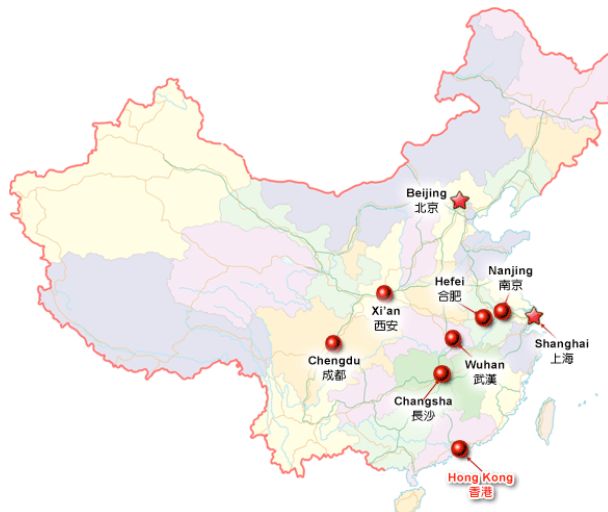 Beijing
北京
Hefei
合肥
Nanjing
南京
Xi'an
西安
Shanghai
上海
Chengdu
成都
Wuhan
武漢
Changsha
長沙
Hong Kong
香港